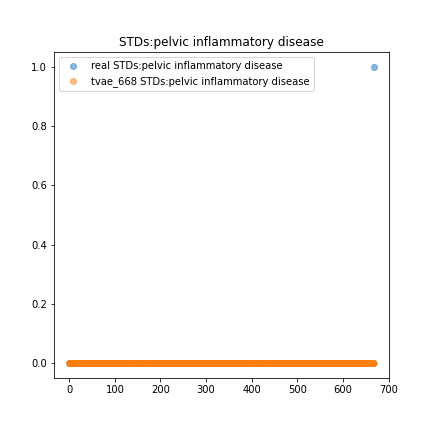 STDs:pelvic inflammatory disease
real STDs:pelvic inflammatory disease
tvae_668 STDs:pelvic inflammatory disease
1.0
0.8
0.6
0.4
0.2
0.0
0 100 200 300 400 500 600 700